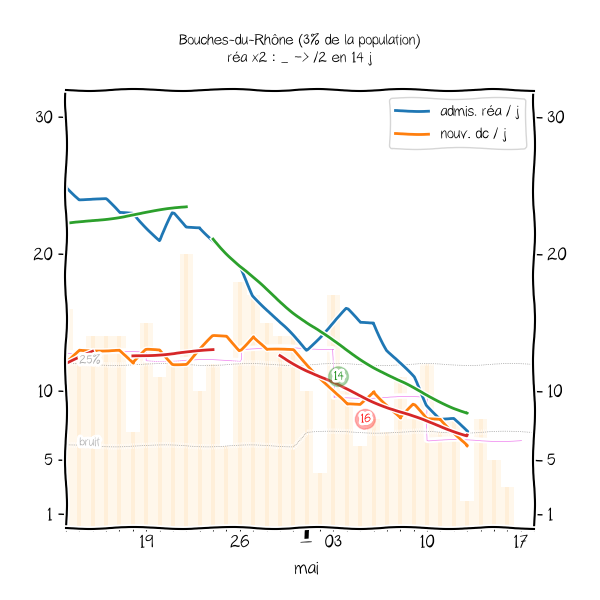 Bouches-du-Rhône (3% de la population)
réa x2 : _ -> /2 en 14 j
admis. réa / j
nouv. dc / j
30 30
20 20
10 10
5 5
1 1
25%
bruit
14
16
19 26 03 10 17
mai